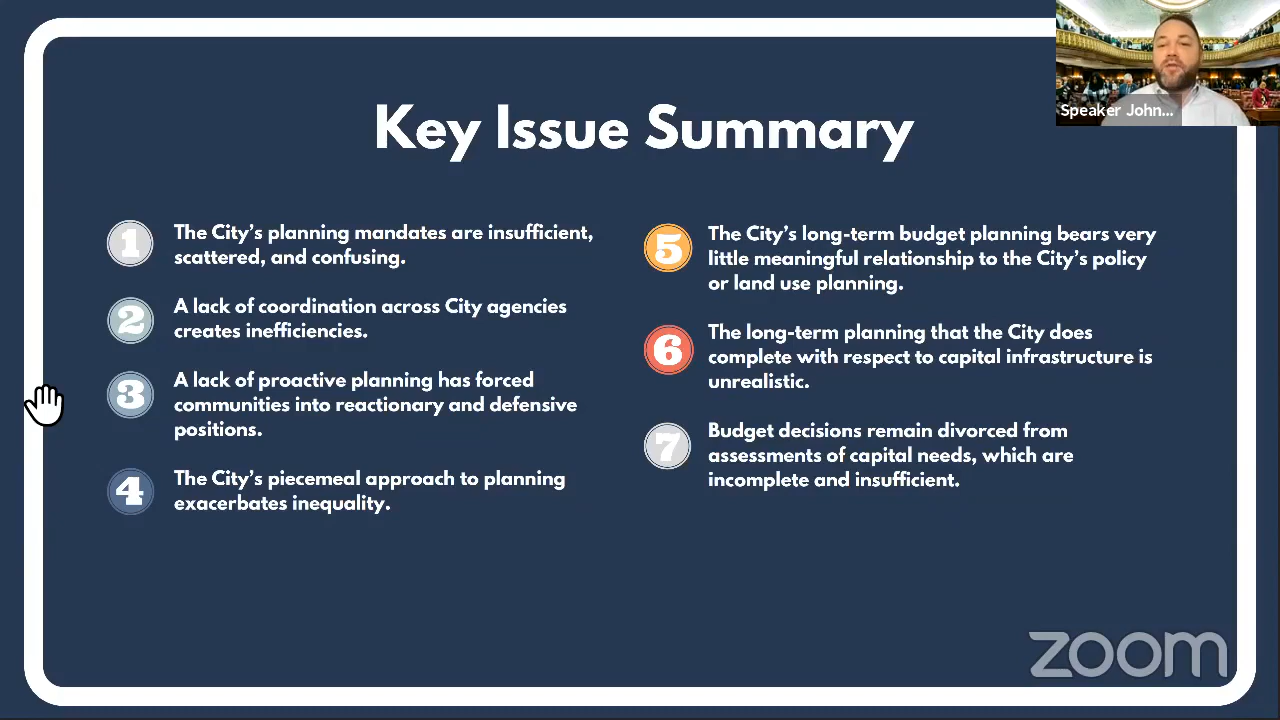 Key Issue Summary
Speaker John...
1
The City's planning mandates are insufficient,
scattered, and confusing.
2
A lack of coordination across City agencies
creates inefficiencies.
3
A lack of proactive planning has forced
communities into reactionary and defensive
positions.
4
The City's piecemeal approach to planning
exacerbates inequality.
5
The City's long-term budget planning bears very
little meaningful relationship to the City's policy
or land use planning.
6
The long-term planning that the City does
complete with respect to capital infrastructure is
unrealistic.
7
Budget decisions remain divorced from
assessments of capital needs, which are
incomplete and insufficient.
zoom